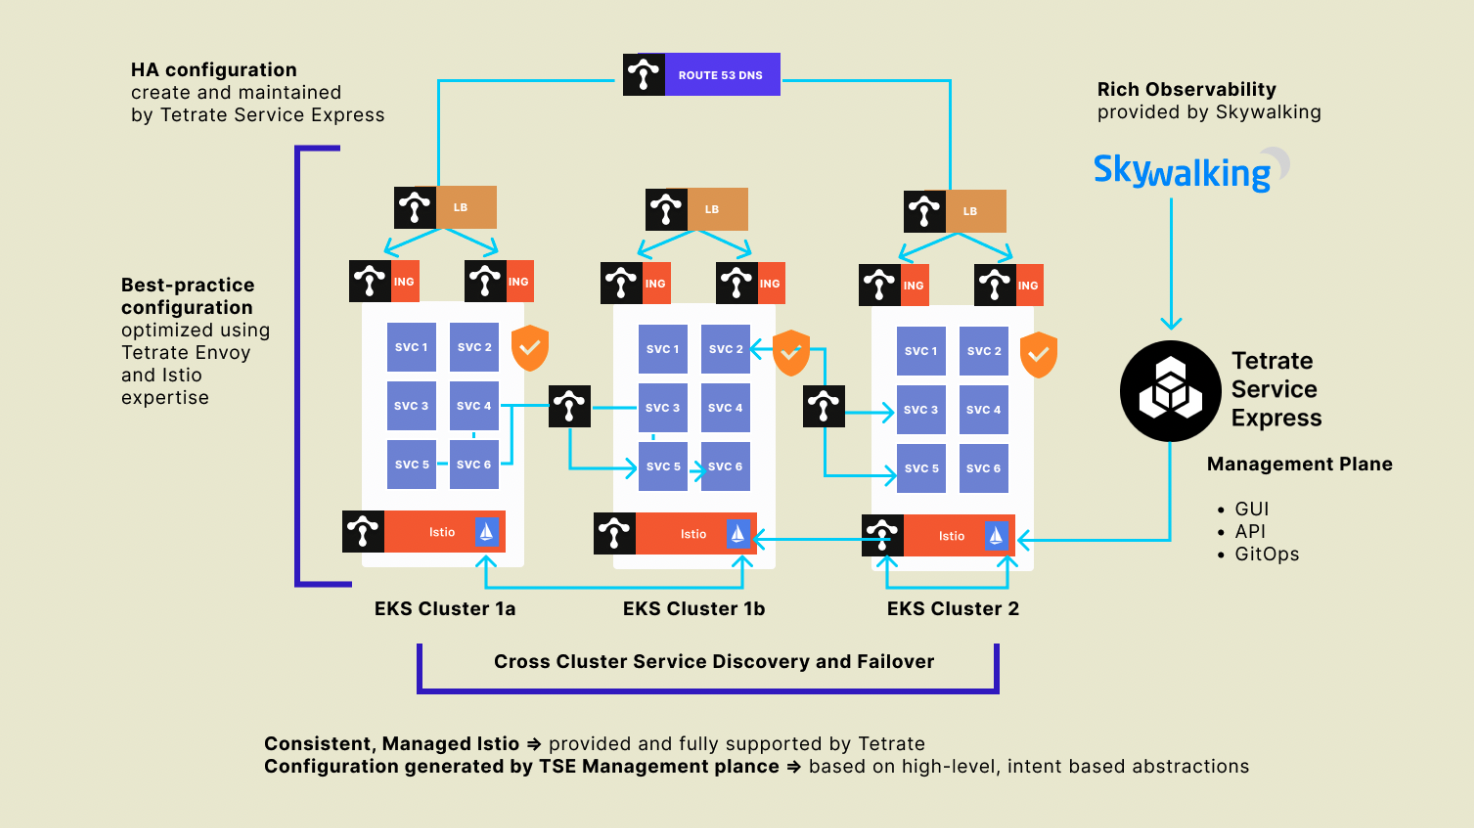 HA configuration
create and maintained
by Tetrate Service Express
ROUTE 53 DNS
Rich Observability
provided by Skywalking
Skywalking
LB
LB
LB
Best-practice
configuration
optimized using
Tetrate Envoy
and Istio
expertise
ING
ING
ING
ING
ING
ING
SVC 1
SVC 2
SVC 3
SVC 4
SVC 5
SVC 6
SVC 1
SVC 2
SVC 3
SVC 4
SVC 5
SVC 6
SVC 1
SVC 2
SVC 3
SVC 4
SVC 5
SVC 6
Tetrate
Service
Express
Management Plane
• GUI
• API
• GitOps
Istio
Istio
Istio
EKS Cluster 1a
EKS Cluster 1b
EKS Cluster 2
Cross Cluster Service Discovery and Failover
Consistent, Managed Istio => provided and fully supported by Tetrate
Configuration generated by TSE Management plance => based on high-level, intent based abstractions